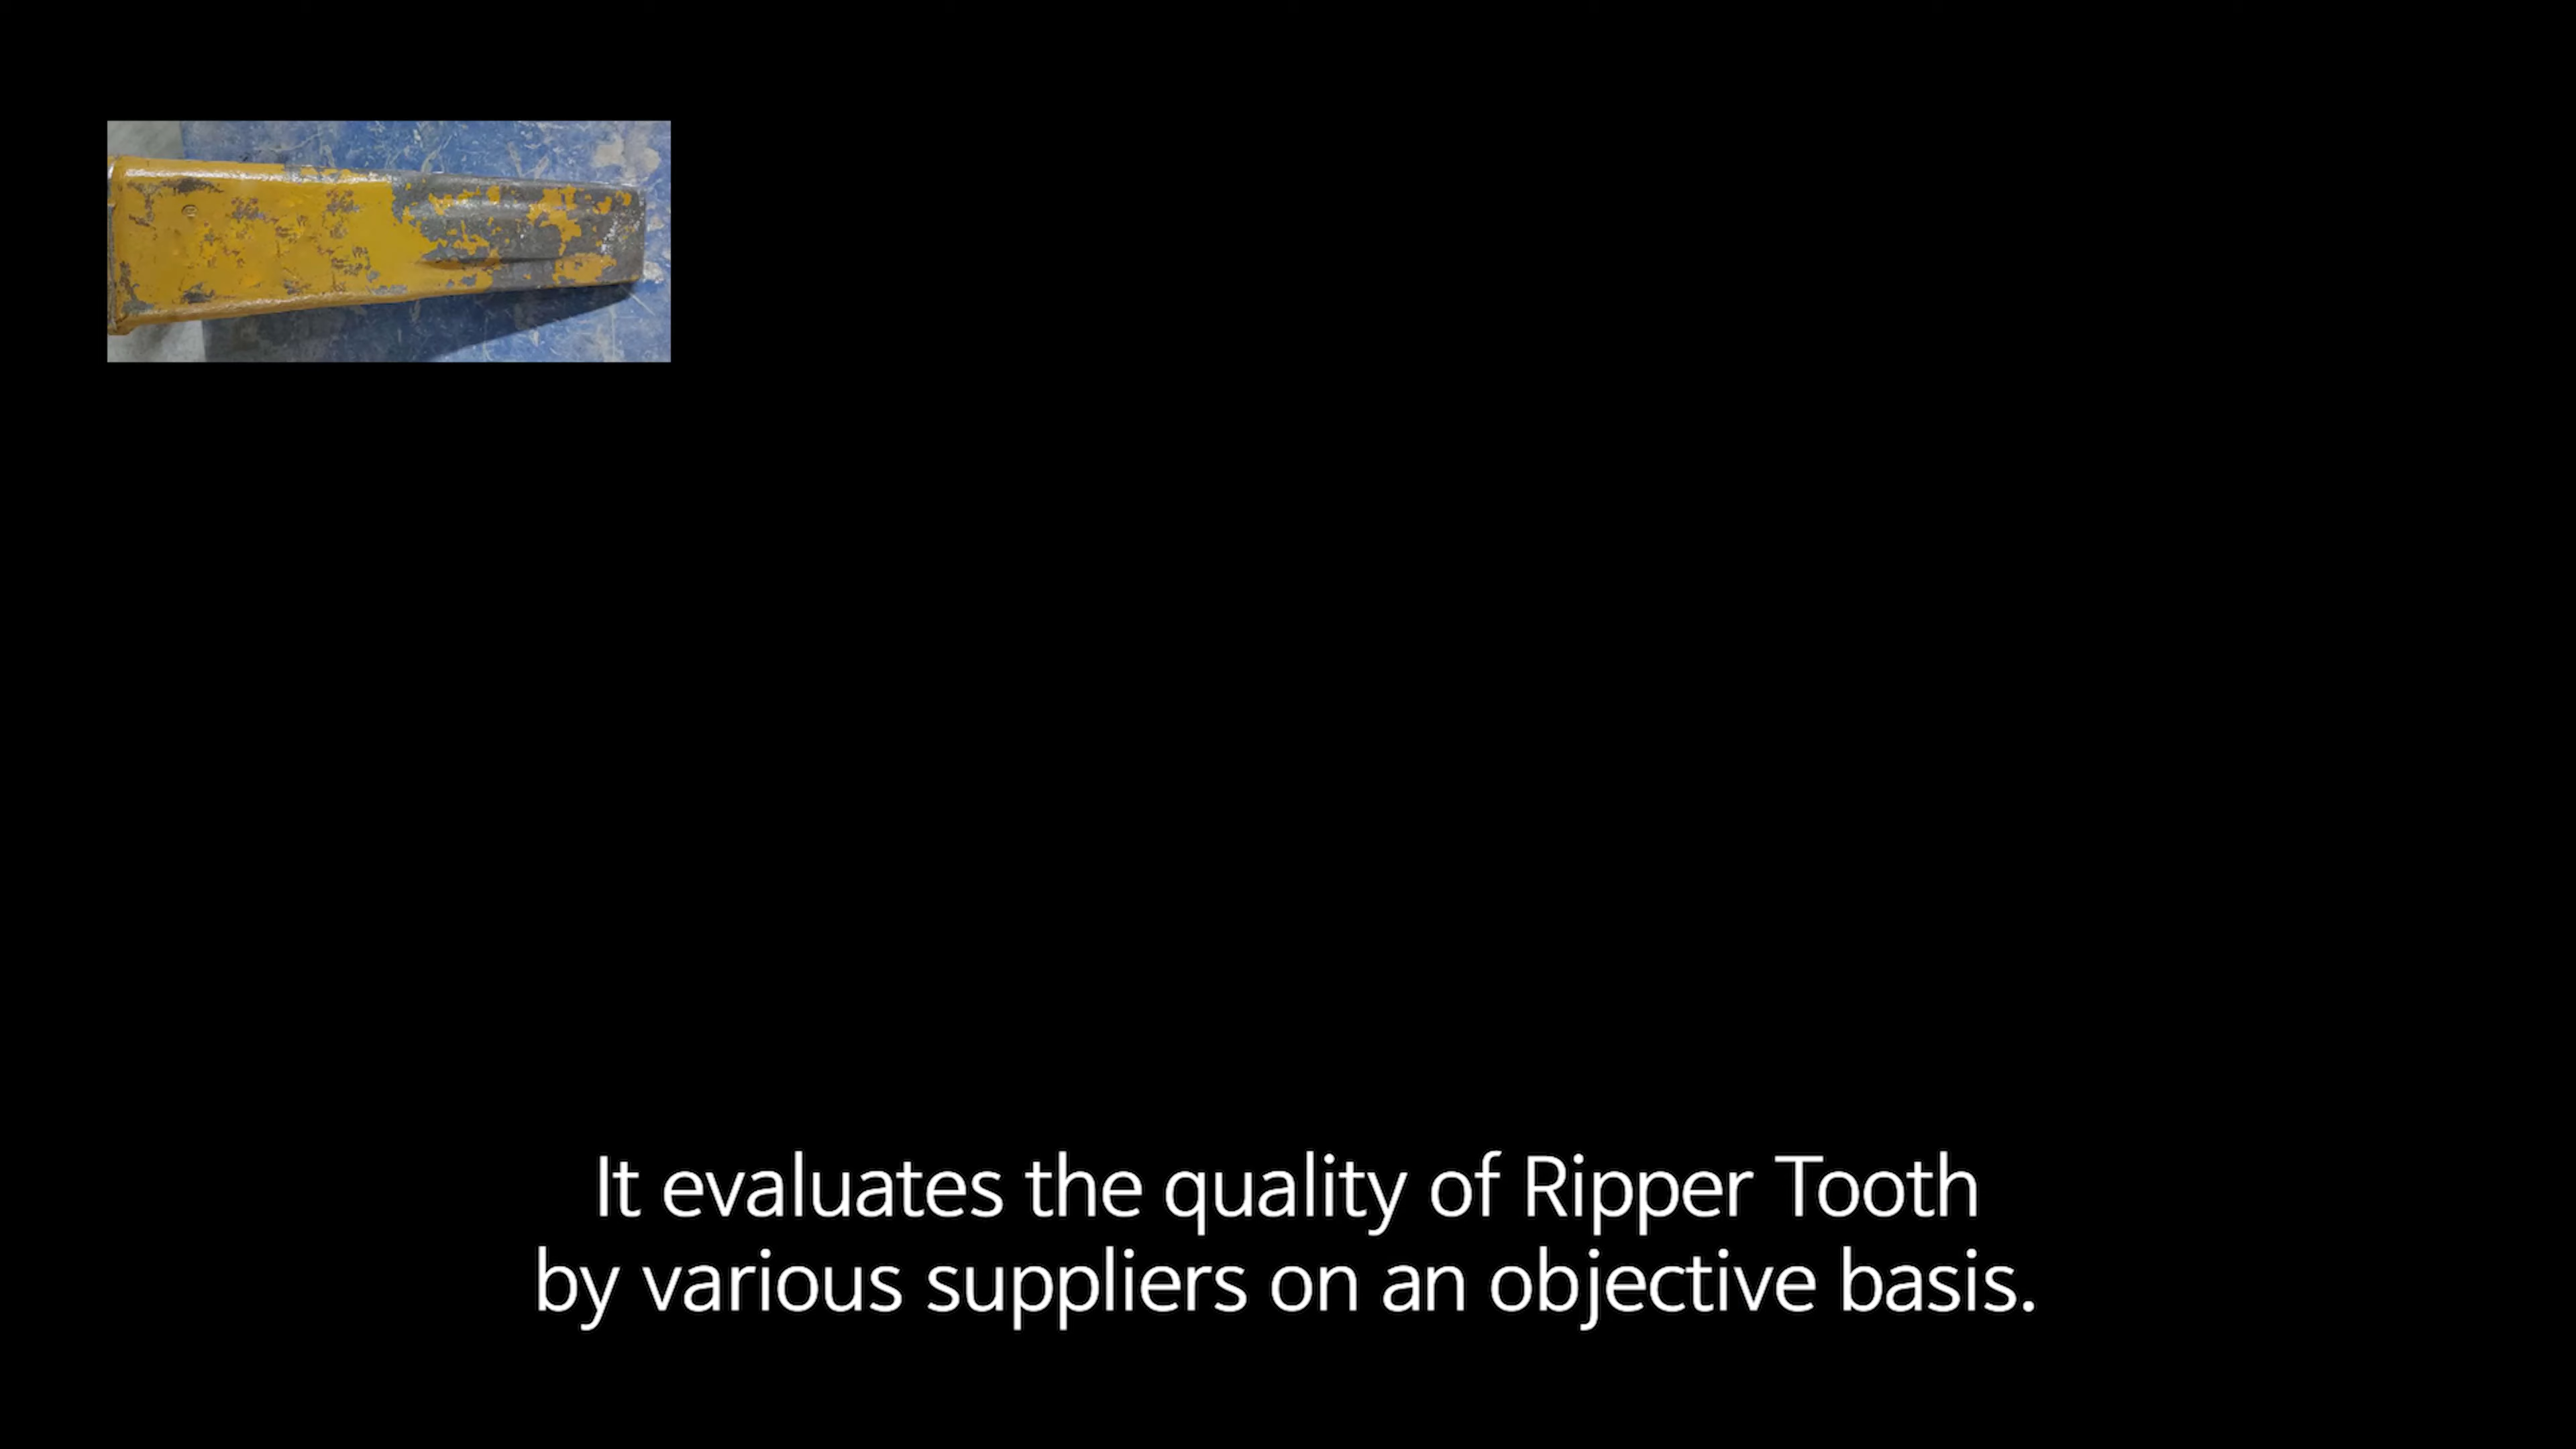 It evaluates the quality of Ripper Tooth
by various suppliers on an objective basis.